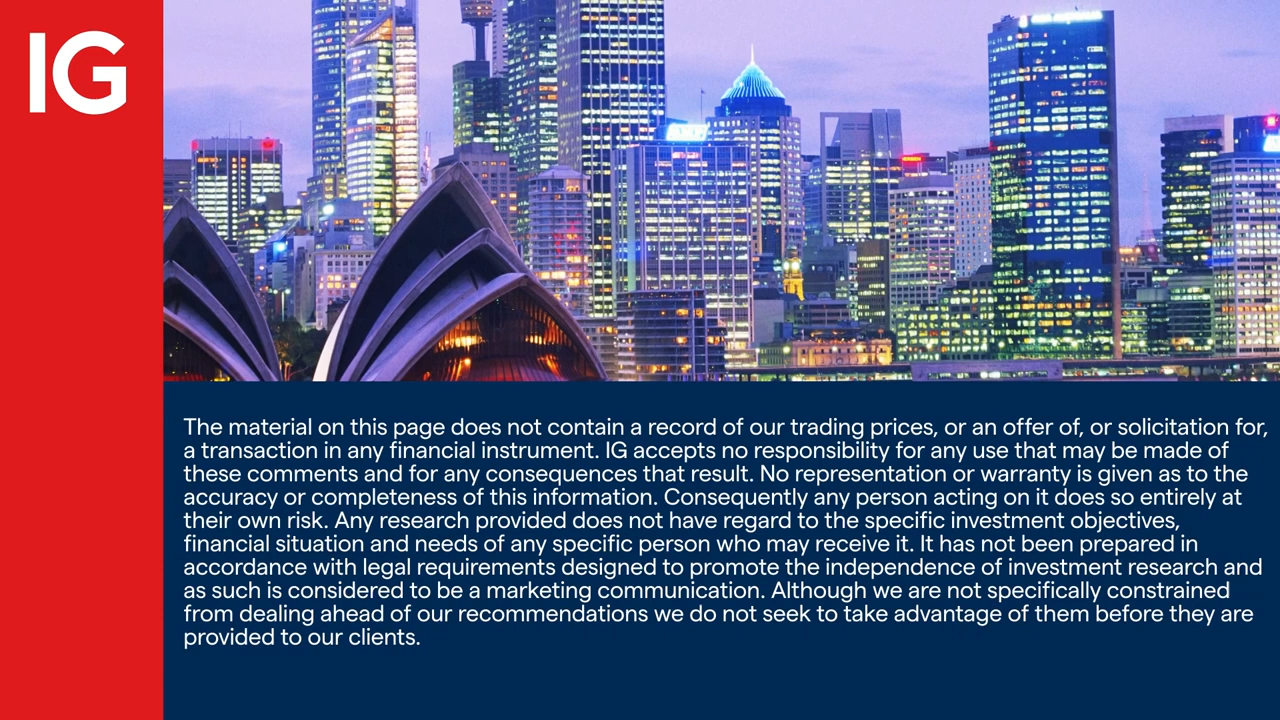 IG
The material on this page does not contain a record of our trading prices, or an offer of, or solicitation for,
a transaction in any financial instrument. IG accepts no responsibility for any use that may be made of
these comments and for any consequences that result. No representation or warranty is given as to the
accuracy or completeness of this information. Consequently any person acting on it does so entirely at
their own risk. Any research provided does not have regard to the specific investment objectives,
financial situation and needs of any specific person who may receive it. It has not been prepared in
accordance with legal requirements designed to promote the independence of investment research and
as such is considered to be a marketing communication. Although we are not specifically constrained
from dealing ahead of our recommendations we do not seek to take advantage of them before they are
provided to our clients.